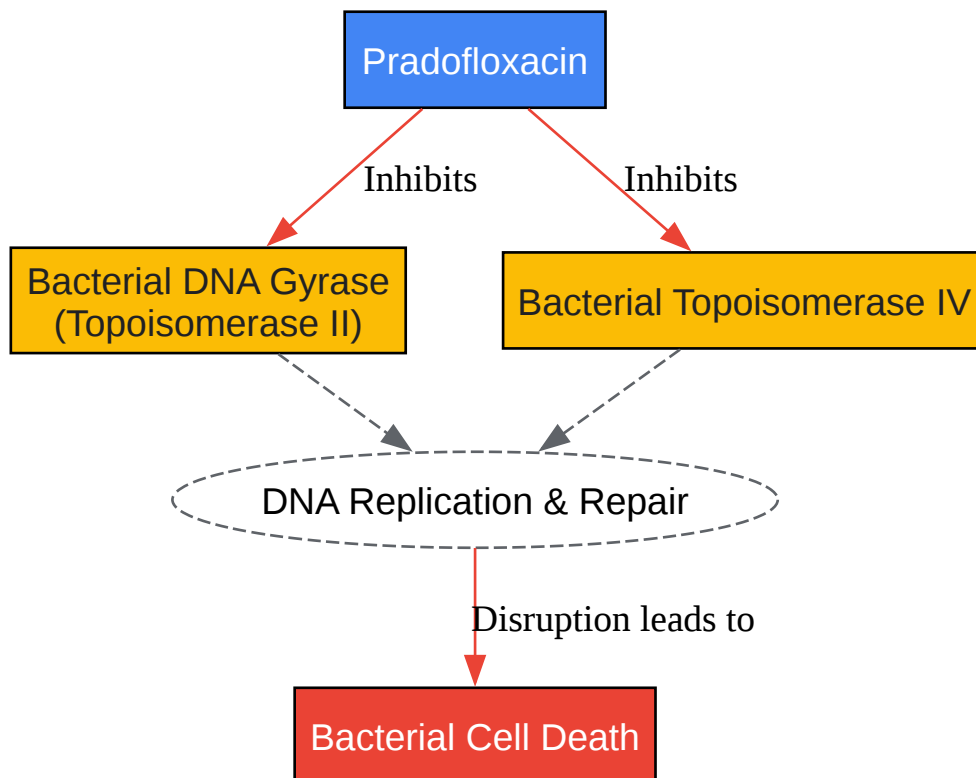 Pradofloxacin
Inhibits
Inhibits
Bacterial DNA Gyrase
(Topoisomerase II)
Bacterial Topoisomerase IV
DNA Replication & Repair
Disruption leads to
Bacterial Cell Death